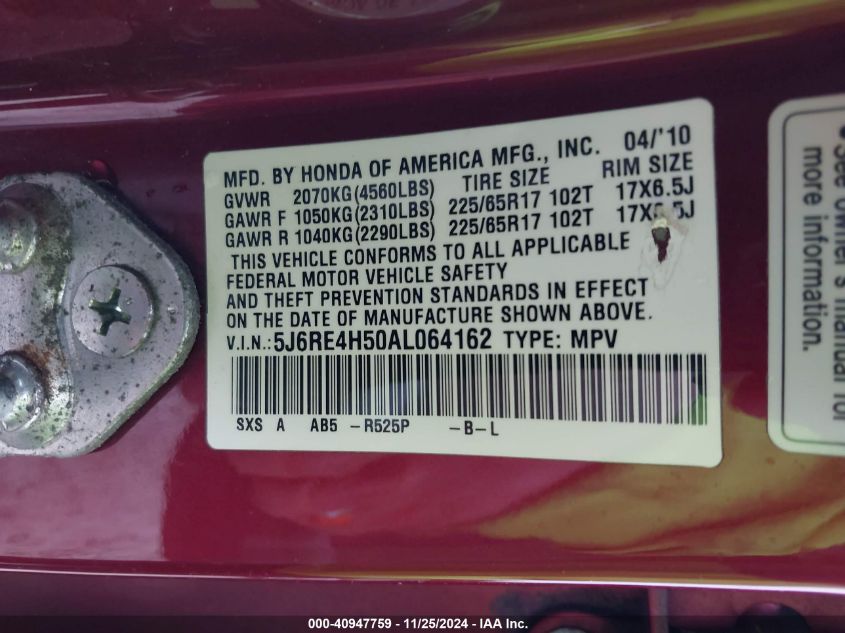 MFD. BY HONDA OF AMERICA MFG., INC. 04/'10
GVWR 2070KG(4560LBS) TIRE SIZE RIM SIZE
GAWR F 1050KG(2310LBS) 225/65R17 102T 17X6.5J
GAWR R 1040KG(2290LBS) 225/65R17 102T 17X6.5J
THIS VEHICLE CONFORMS TO ALL APPLICABLE
FEDERAL MOTOR VEHICLE SAFETY
AND THEFT PREVENTION STANDARDS IN EFFECT
ON THE DATE OF MANUFACTURE SHOWN ABOVE.
V.I.N.: 5J6RE4H50AL064162 TYPE: MPV
SXS A AB5 -R525P -B-L
• See owner's manual for
more information.
000-40947759 - 11/25/2024 - IAA Inc.